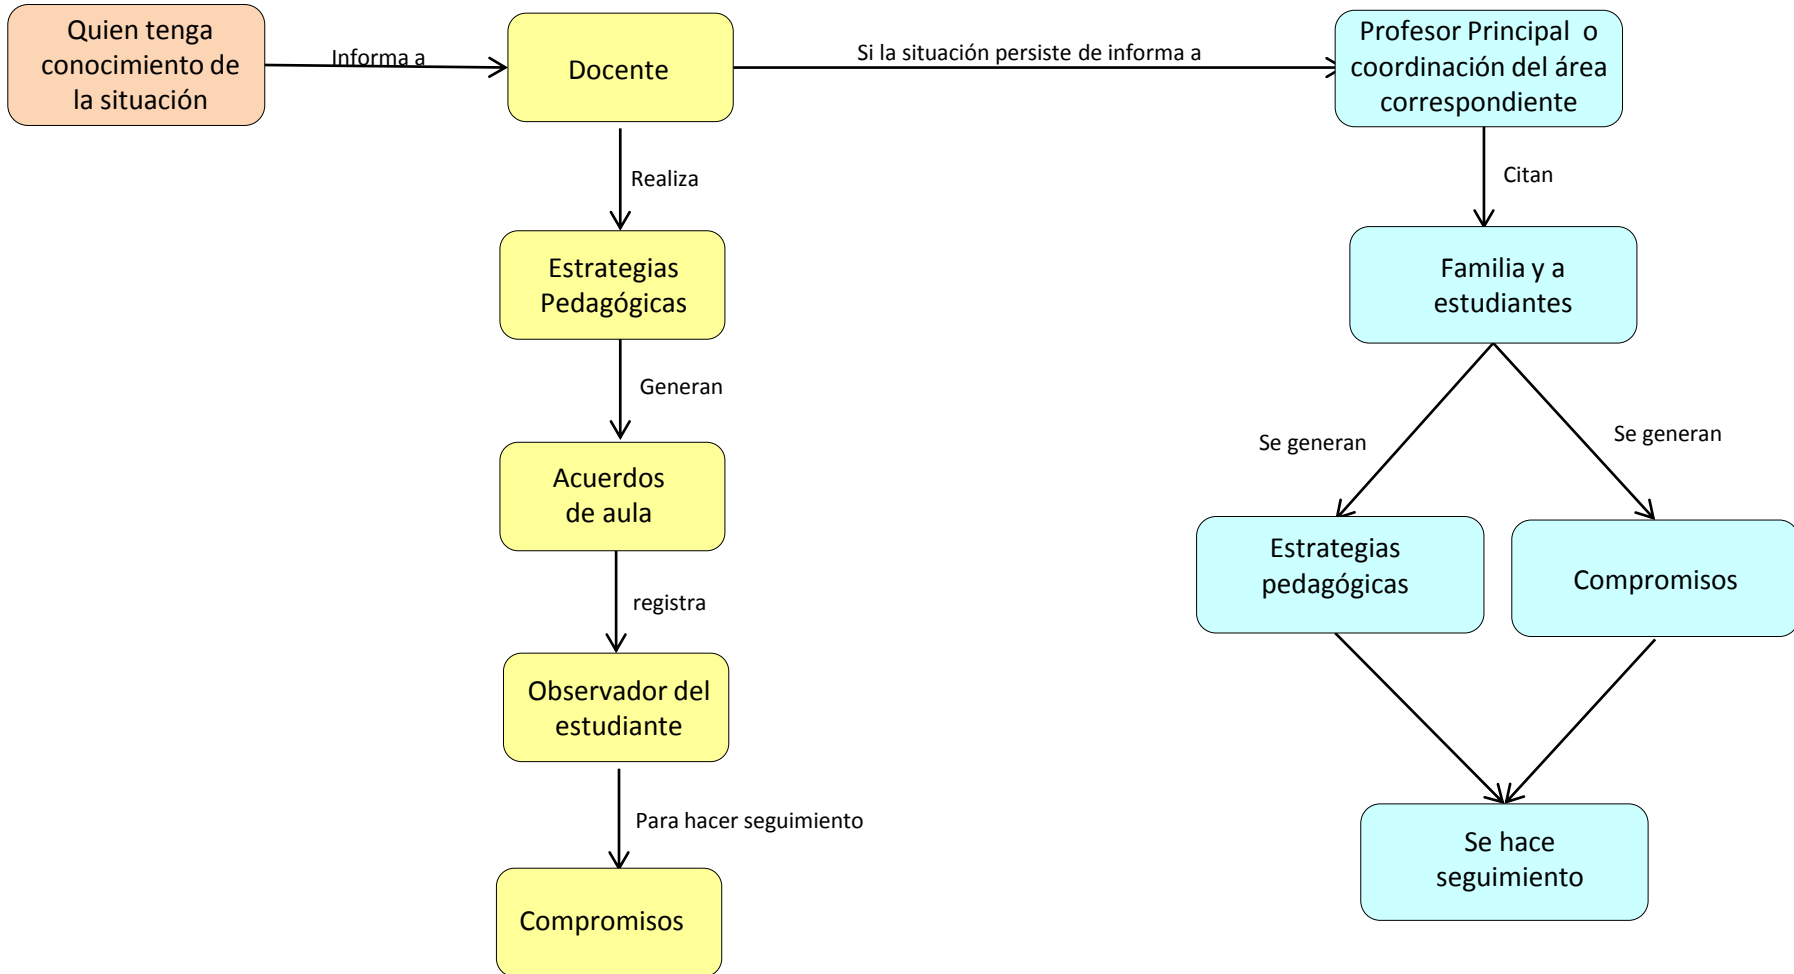 Quien tenga
conocimiento de
la situación
Informa a
Docente
Si la situación persiste de informa a
Profesor Principal o
coordinación del área
correspondiente
Realiza
Citan
Estrategias
Pedagógicas
Familia y a
estudiantes
Generan
Se generan
Se generan
Acuerdos
de aula
Estrategias
pedagógicas
Compromisos
registra
Observador del
estudiante
Para hacer seguimiento
Se hace
seguimiento
Compromisos